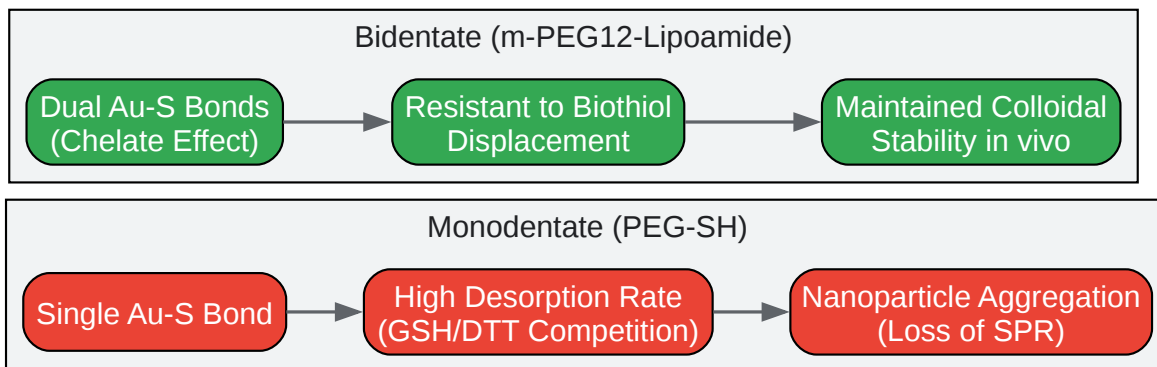 Bidentate (m-PEG12-Lipoamide)
Dual Au-S Bonds
(Chelate Effect)
Resistant to Biothiol
Displacement
Maintained Colloidal
Stability in vivo
Monodentate (PEG-SH)
Single Au-S Bond
High Desorption Rate
(GSH/DTT Competition)
Nanoparticle Aggregation
(Loss of SPR)